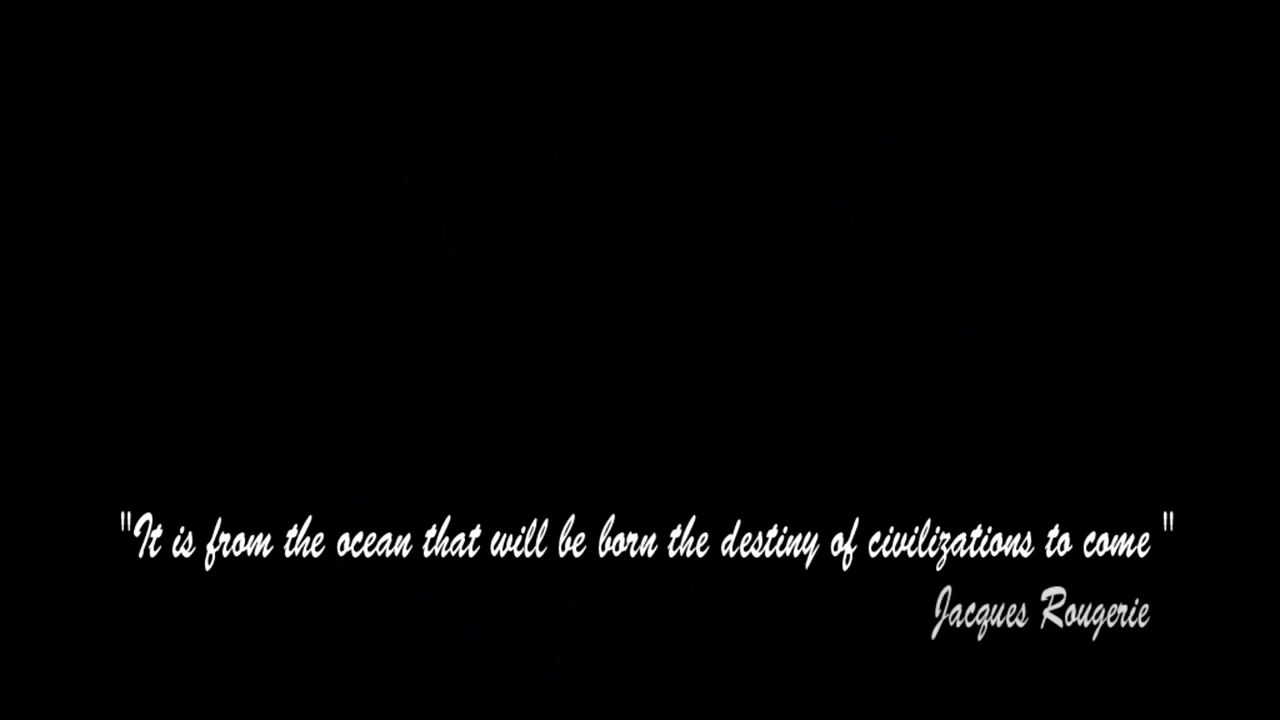 "It is from the ocean that will be born the destiny of civilizations to come "
Jacques Rougerie